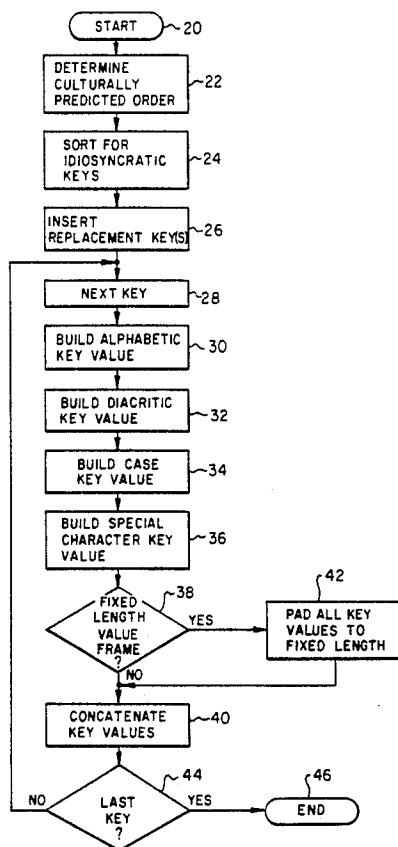 START
20
DETERMINE
CULTURALLY
PREDICTED ORDER
22
SORT FOR
IDIOSYNCRATIC
KEYS
24
INSERT
REPLACEMENT KEY(S)
26
NEXT KEY
28
BUILD ALPHABETIC
KEY VALUE
30
BUILD DIACRITIC
KEY VALUE
32
BUILD CASE
KEY VALUE
34
BUILD SPECIAL
CHARACTER KEY
VALUE
36
FIXED
LENGTH
VALUE
FRAME
?
38
YES
NO
PAD ALL KEY
VALUES TO
FIXED LENGTH
42
CONCATENATE
KEY VALUES
40
LAST
KEY
?
44
NO
YES
END
46